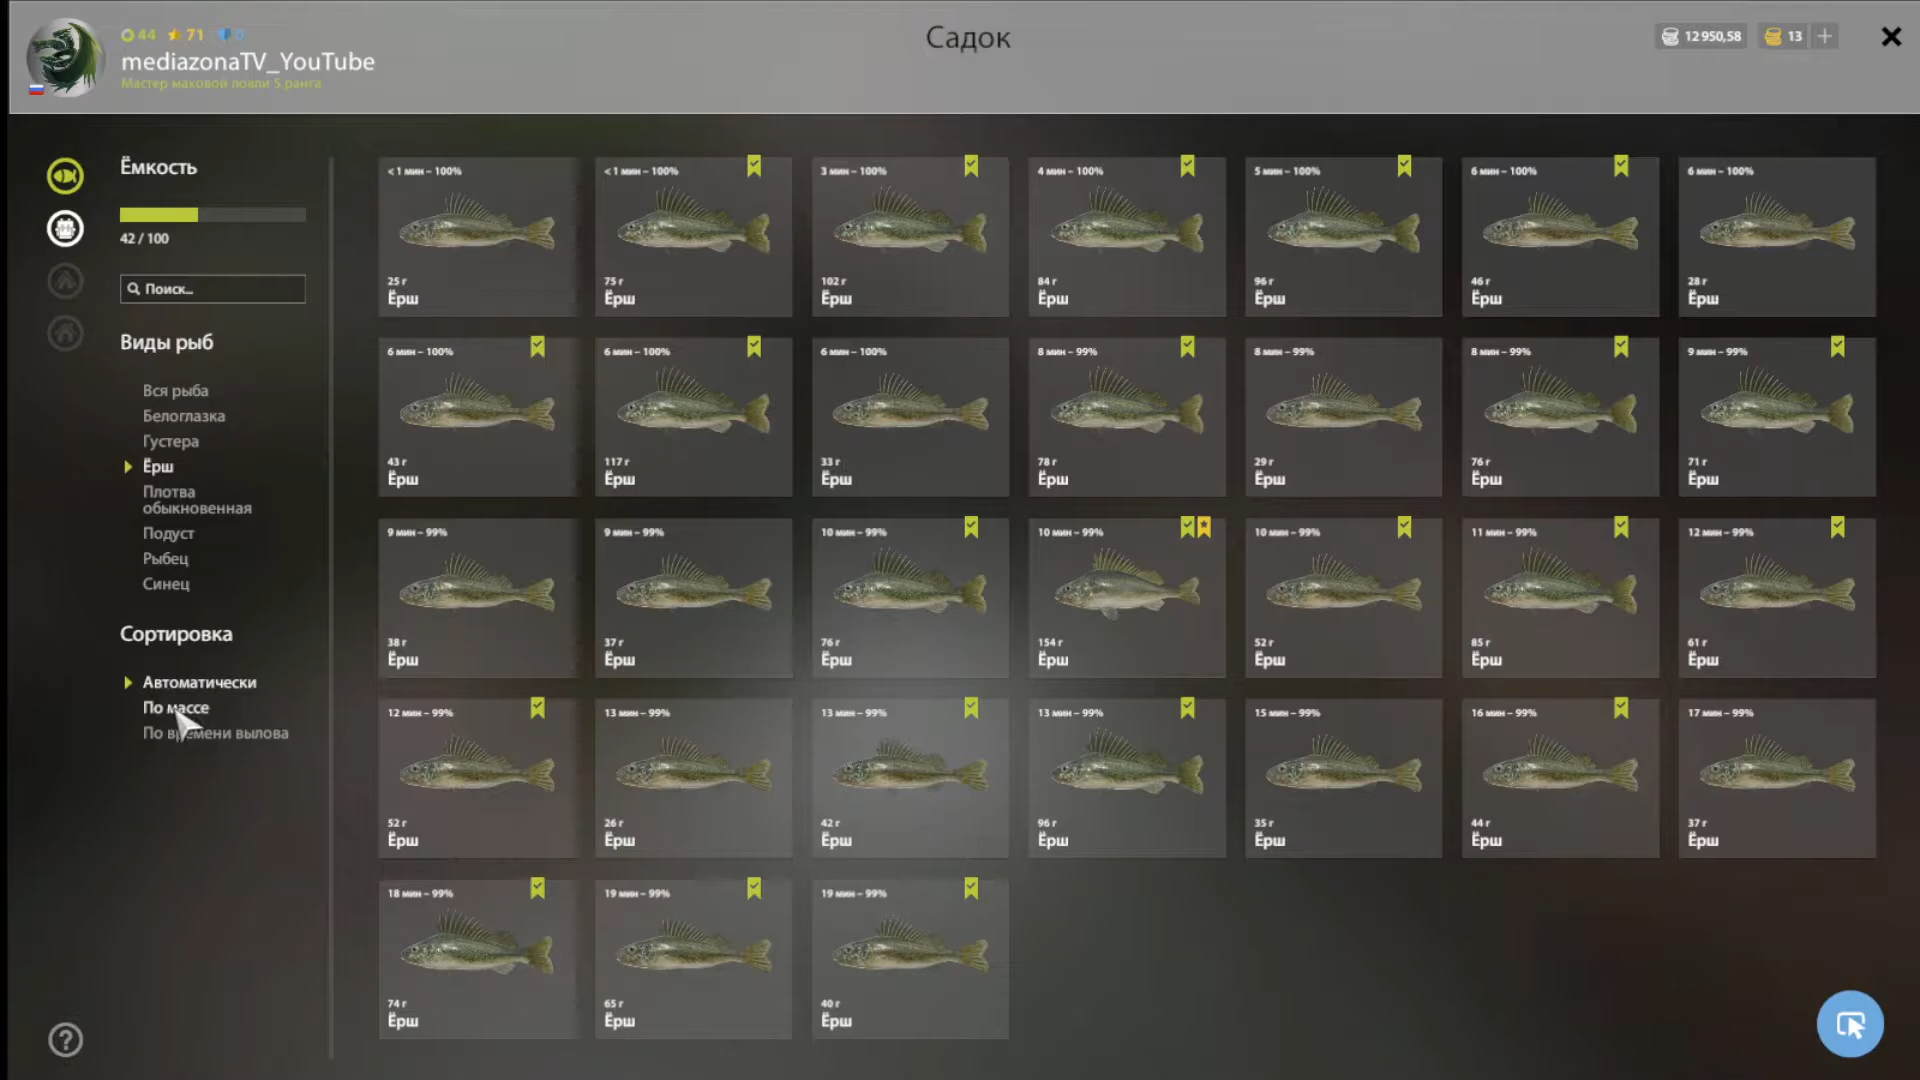 44 71 0
mediazonaTV_YouTube
Мастер маховой ловли 5 ранга
Садок
12 950,58 13
Ёмкость
42 / 100
Поиск...
Виды рыб
Вся рыба
Белоглазка
Густера
Ёрш
Плотва
обыкновенная
Подуст
Рыбец
Синец
Сортировка
Автоматически
По массе
По времени вылова
< 1 мин – 100% < 1 мин – 100% 3 мин – 100% 4 мин – 100% 5 мин – 100% 6 мин – 100% 6 мин – 100%
25 г 75 г 102 г 84 г 96 г 46 г 28 г
Ёрш Ёрш Ёрш Ёрш Ёрш Ёрш Ёрш
6 мин – 100% 6 мин – 100% 6 мин – 100% 8 мин – 99% 8 мин – 99% 8 мин – 99% 9 мин – 99%
43 г 117 г 33 г 78 г 29 г 76 г 71 г
Ёрш Ёрш Ёрш Ёрш Ёрш Ёрш Ёрш
9 мин – 99% 9 мин – 99% 10 мин – 99% 10 мин – 99% 10 мин – 99% 11 мин – 99% 12 мин – 99%
38 г 37 г 76 г 154 г 52 г 85 г 61 г
Ёрш Ёрш Ёрш Ёрш Ёрш Ёрш Ёрш
12 мин – 99% 13 мин – 99% 13 мин – 99% 13 мин – 99% 15 мин – 99% 16 мин – 99% 17 мин – 99%
52 г 26 г 42 г 96 г 35 г 44 г 37 г
Ёрш Ёрш Ёрш Ёрш Ёрш Ёрш Ёрш
18 мин – 99% 19 мин – 99% 19 мин – 99%
74 г 65 г 40 г
Ёрш Ёрш Ёрш